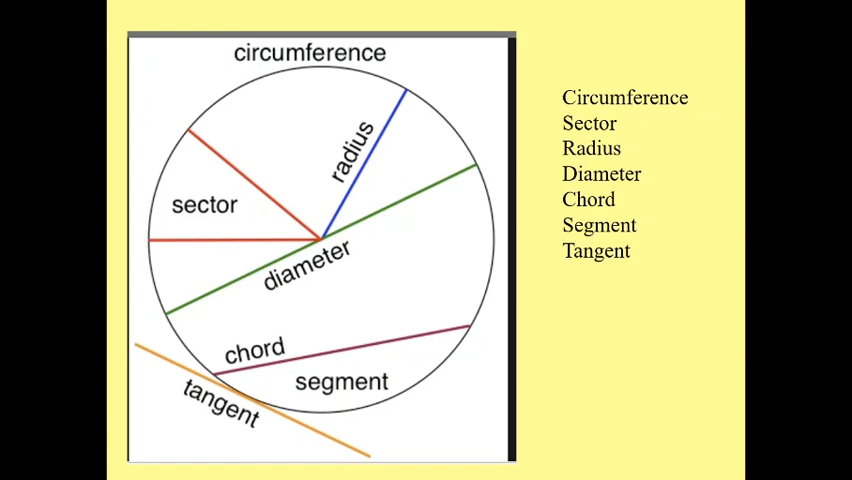 circumference
radius
sector
diameter
chord
segment
tangent
Circumference
Sector
Radius
Diameter
Chord
Segment
Tangent